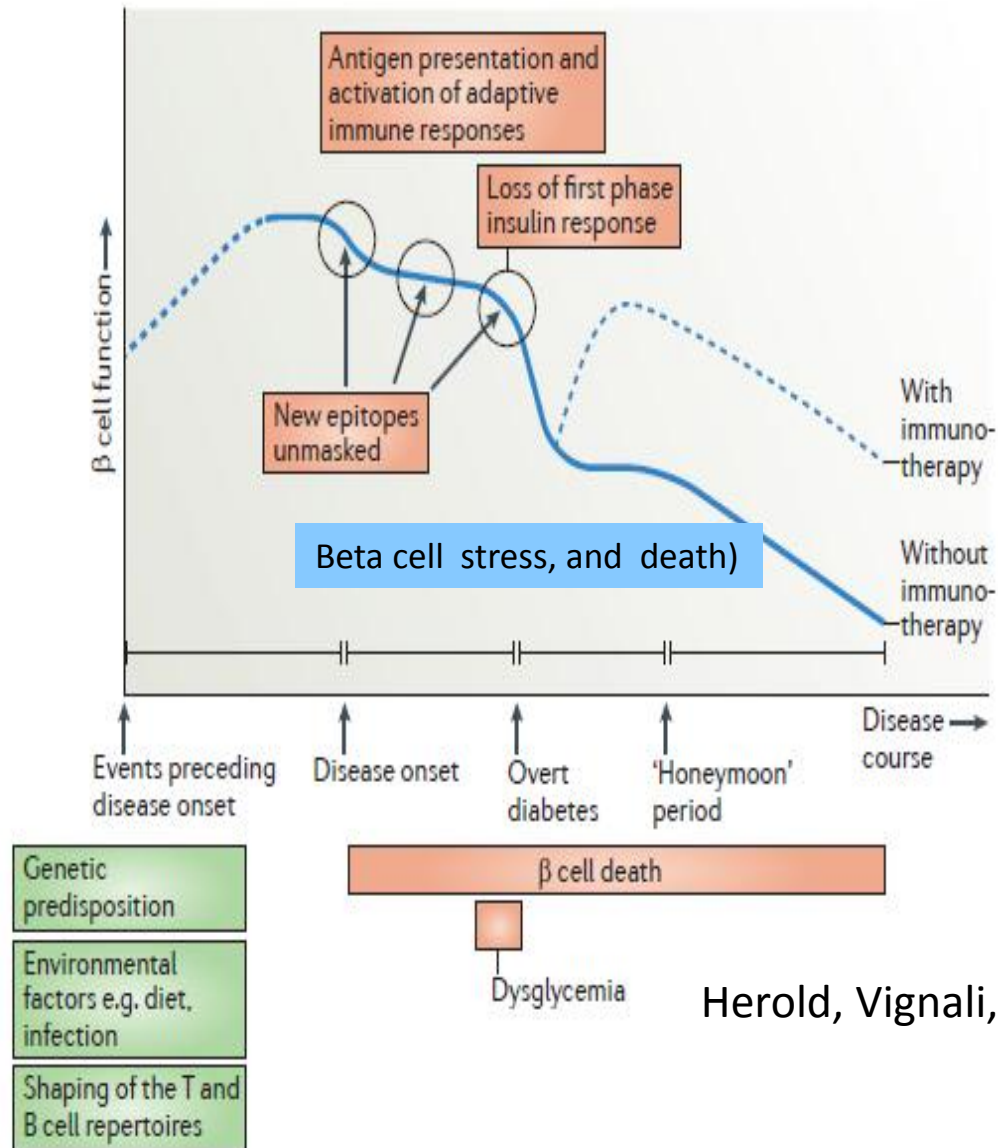 Antigen presentation and
activation of adaptive
immune responses
Loss of first phase
insulin response
β cell function
New epitopes
unmasked
With
immuno-
therapy
Beta cell  stress, and  death)
Without
immuno-
therapy
Events preceding
disease onset
Disease onset
Overt
diabetes
'Honeymoon'
period
Disease
course
β cell death
Dysglycemia
Genetic
predisposition
Environmental
factors e.g. diet,
infection
Shaping of the T and
B cell repertoires
Herold, Vignali,